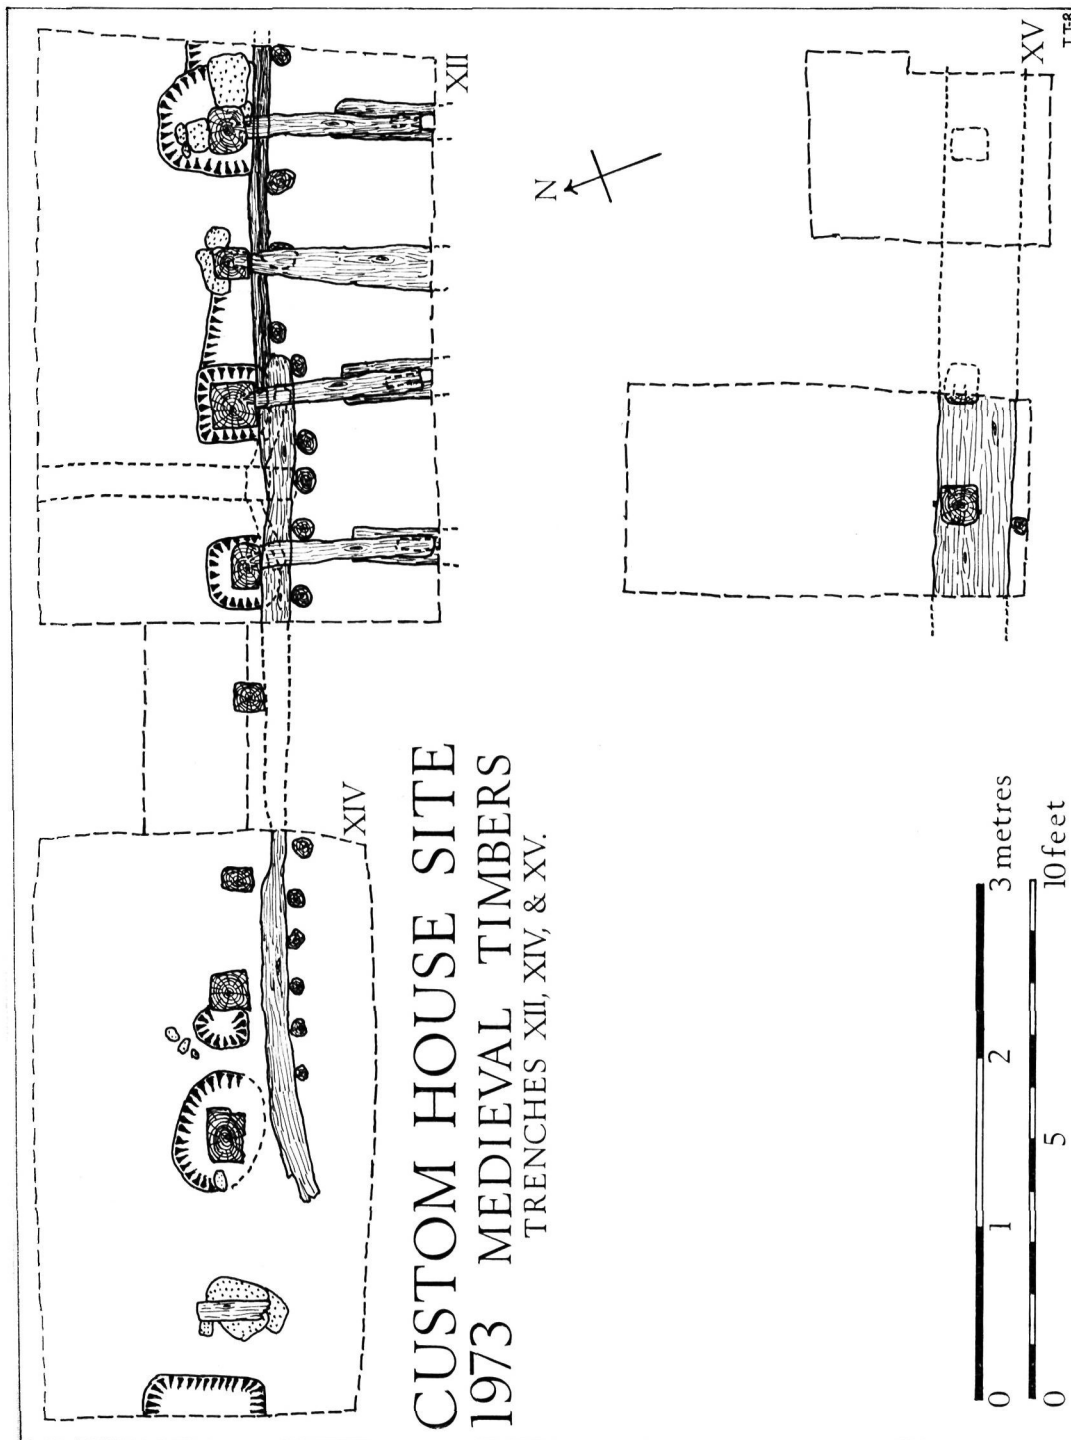 XII
XV
N
XIV
CUSTOM HOUSE SITE
1973 MEDIEVAL TIMBERS
TRENCHES XII, XIV, & XV.
0 1 2 3 metres
0 5 10 feet